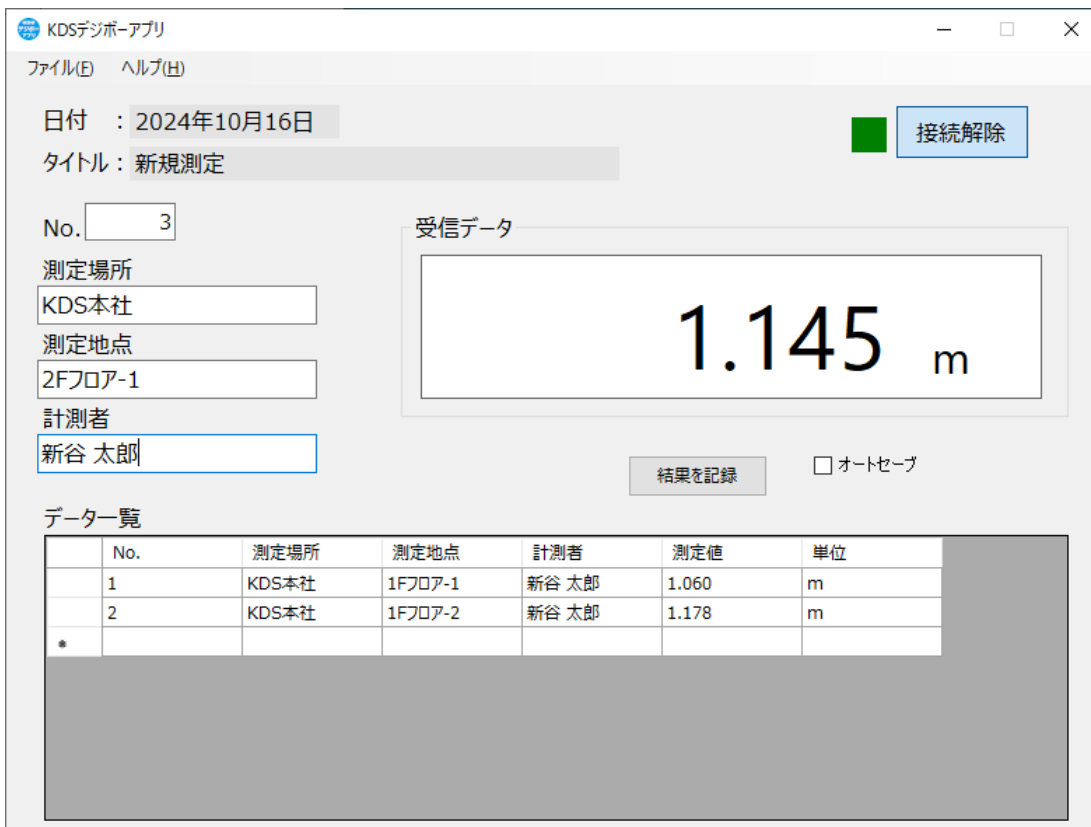 KDSデジボーアプリ
ファイル(F) ヘルプ(H)
日付 : 2024年10月16日
接続解除
タイトル : 新規測定
No. 3
受信データ
測定場所
KDS本社
1.145 m
測定地点
2Fフロア-1
計測者
新谷 太郎
結果を記録
オートセーブ
データ一覧
No. 測定場所 測定地点 計測者 測定値 単位
1 KDS本社 1Fフロア-1 新谷 太郎 1.060 m
2 KDS本社 1Fフロア-2 新谷 太郎 1.178 m
*